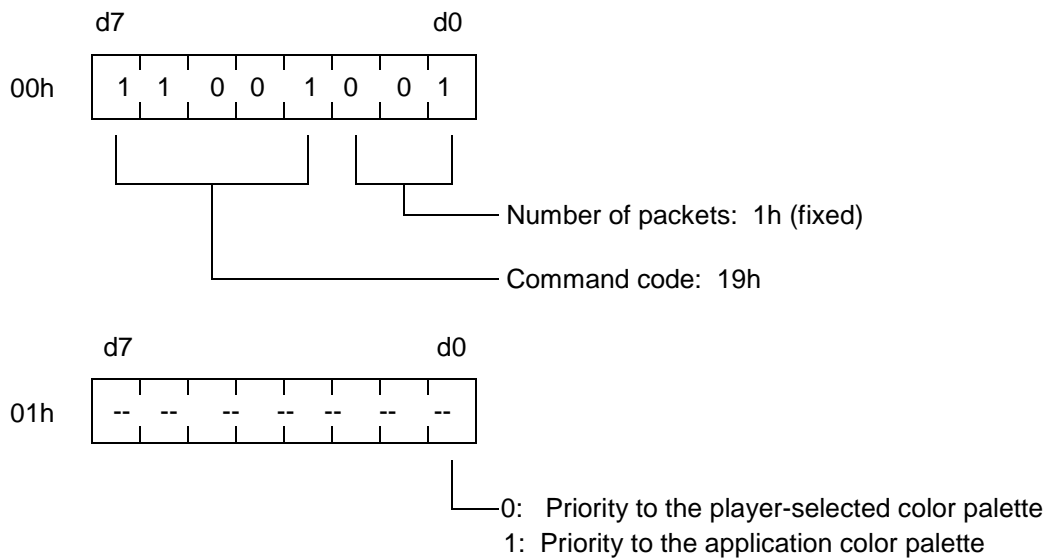 d7 d0
00h 1 1 0 0 1 0 0 1
Number of packets: 1h (fixed)
Command code: 19h
d7 d0
01h -- -- -- -- -- -- --
0: Priority to the player-selected color palette
1: Priority to the application color palette